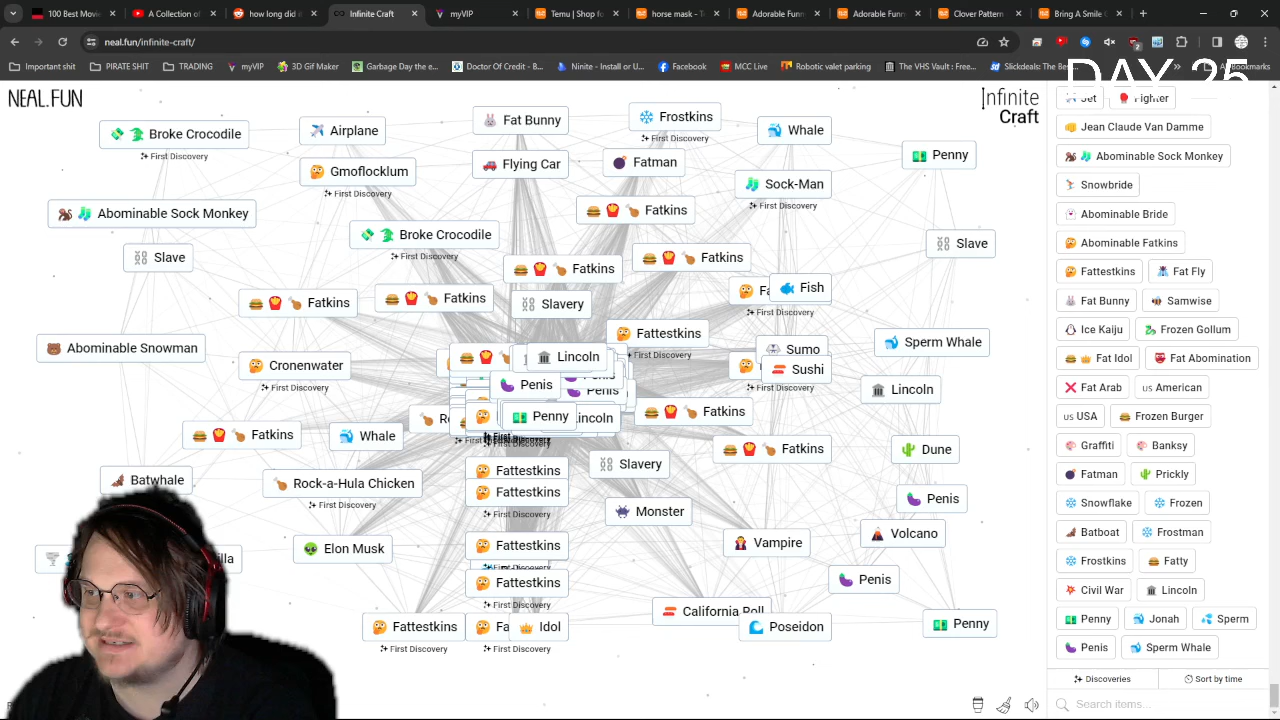 100 Best Movies
A Collection of
how long did i
Infinite Craft
myVIP
Temu | Shop f
horse mask - T
Adorable Funn
Adorable Funn
Clover Pattern
Bring A Smile
neal.fun/infinite-craft/
Important shit
PIRATE SHIT
TRADING
myVIP
3D Gif Maker
Garbage Day the e...
Doctor Of Credit - B...
Ninite - Install or U...
Facebook
MCC Live
Robotic valet parking
The VHS Vault : Free...
Slickdeals: The Bes
Bookmarks
DAY 25
NEAL.FUN
Infinite
Craft
Broke Crocodile
First Discovery
Airplane
Fat Bunny
Frostkins
First Discovery
Whale
Penny
Gmoflocklum
First Discovery
Flying Car
Fatman
Sock-Man
First Discovery
Abominable Sock Monkey
Fatkins
Broke Crocodile
First Discovery
Slave
Fatkins
Fatkins
Slave
Fatkins
Fatkins
Slavery
Fa
Fish
First Discovery
Fattestkins
First Discovery
Abominable Snowman
Cronenwater
First Discovery
Lincoln
Sumo
Sushi
First Discovery
Sperm Whale
Penis
Penis
Lincoln
Penny
Lincoln
Fatkins
Fatkins
Whale
Fatkins
Dune
Batwhale
Rock-a-Hula Chicken
First Discovery
Fattestkins
Fattestkins
Slavery
Penis
Monster
Elon Musk
Fattestkins
Vampire
Volcano
Fattestkins
First Discovery
Penis
Fattestkins
First Discovery
Fa
Idol
First Discovery
California Roll
Poseidon
Penny
Jet
Fighter
Jean Claude Van Damme
Abominable Sock Monkey
Snowbride
Abominable Bride
Abominable Fatkins
Fattestkins
Fat Fly
Fat Bunny
Samwise
Ice Kaiju
Frozen Gollum
Fat Idol
Fat Abomination
Fat Arab
US American
US USA
Frozen Burger
Graffiti
Banksy
Fatman
Prickly
Snowflake
Frozen
Batboat
Frostman
Frostkins
Fatty
Civil War
Lincoln
Penny
Jonah
Sperm
Penis
Sperm Whale
Discoveries
Sort by time
Search items...